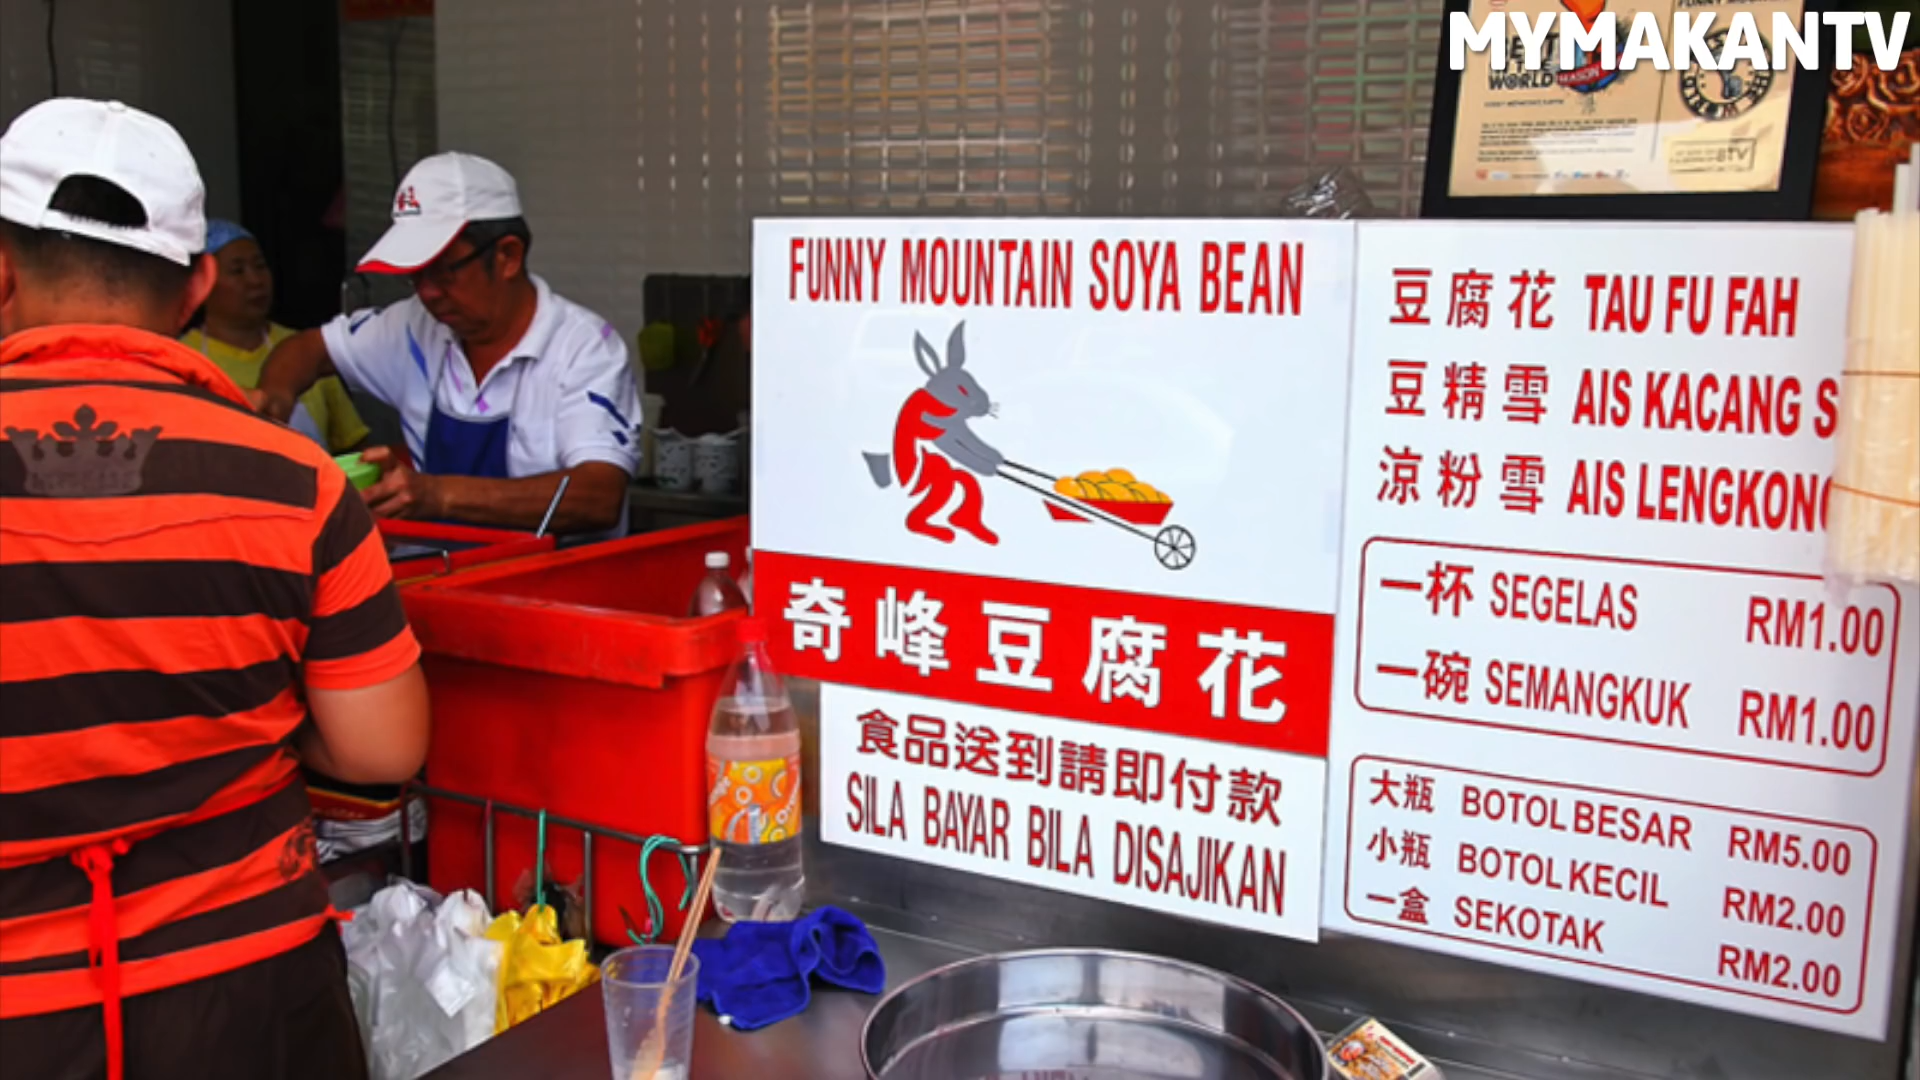 MYMAKANTV
WORLD
FUNNY MOUNTAIN SOYA BEAN
奇峰豆腐花
食品送到請即付款
SILA BAYAR BILA DISAJIKAN
豆腐花 TAU FU FAH
豆精雪 AIS KACANG S
涼粉雪 AIS LENGKONG
一杯 SEGELAS RM1.00
一碗 SEMANGKUK RM1.00
大瓶 BOTOL BESAR RM5.00
小瓶 BOTOL KECIL RM2.00
一盒 SEKOTAK RM2.00